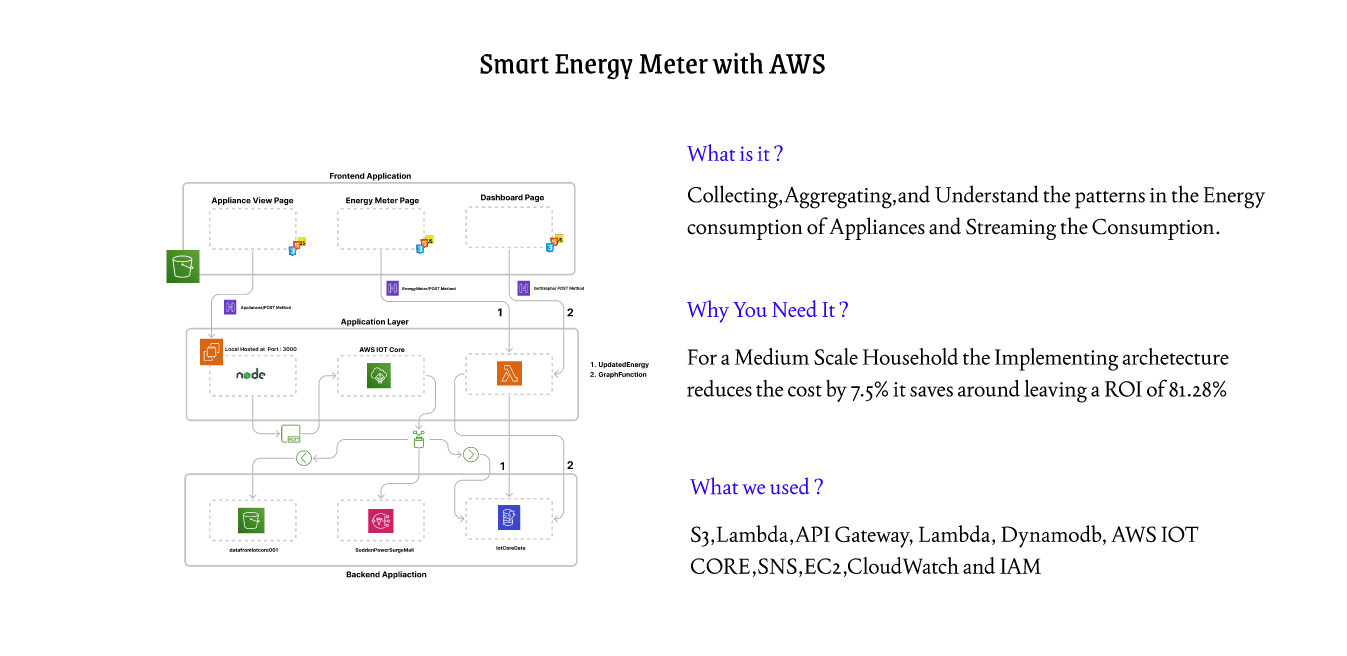 Smart Energy Meter with AWS
Frontend Application
Appliance View Page
Energy Meter Page
Dashboard Page
JS
JS
JS
Appliances/POST Method
EnergyMeter/POST Method
GetGraphs/ POST Method
1
2
Application Layer
Local Hosted at Port : 3000
node
AWS IOT Core
1. UpdatedEnergy
2. GraphFunction
MQTT
1
2
datafromiotcore001
SuddenPowerSurgeMail
IotCoreData
Backend Appliaction
What is it ?
Collecting,Aggregating,and Understand the patterns in the Energy
consumption of Appliances and Streaming the Consumption.
Why You Need It ?
For a Medium Scale Household the Implementing archetecture
reduces the cost by 7.5% it saves around leaving a ROI of 81.28%
What we used ?
S3,Lambda,API Gateway, Lambda, Dynamodb, AWS IOT
CORE,SNS,EC2,CloudWatch and IAM